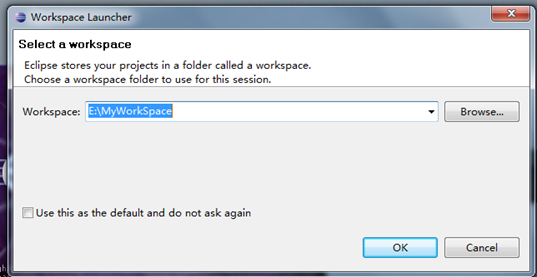 Workspace Launcher
Select a workspace
Eclipse stores your projects in a folder called a workspace.
Choose a workspace folder to use for this session.
Workspace: E:\MyWorkSpace Browse...
Use this as the default and do not ask again
OK Cancel